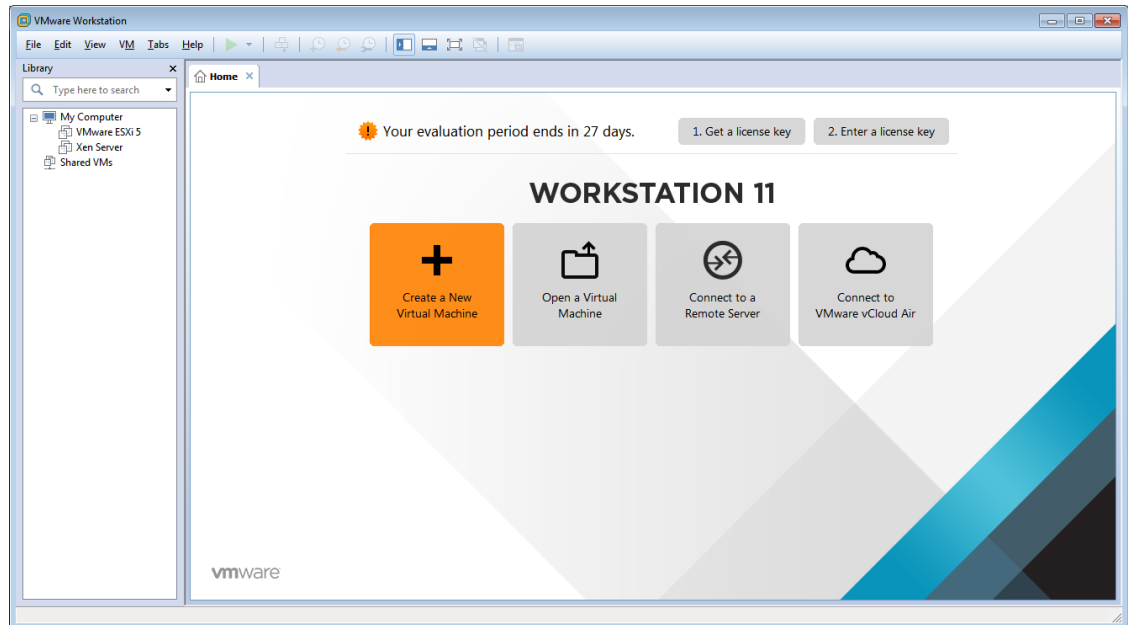 VMware Workstation
File Edit View VM Tabs Help
Library
Type here to search
My Computer
VMware ESXi 5
Xen Server
Shared VMs
Home
Your evaluation period ends in 27 days.
1. Get a license key
2. Enter a license key
WORKSTATION 11
Create a New
Virtual Machine
Open a Virtual
Machine
Connect to a
Remote Server
Connect to
VMware vCloud Air
vmware